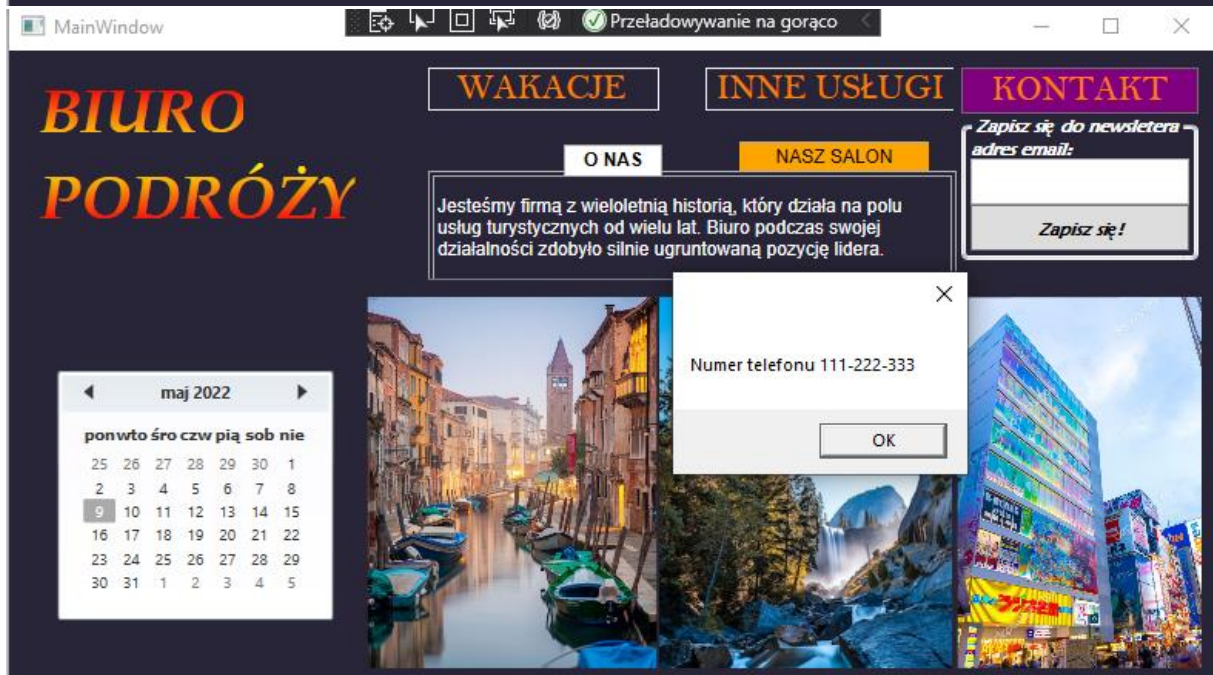 MainWindow
Przeładowywanie na gorąco
BIURO
PODRÓŻY
WAKACJE
INNE USŁUGI
KONTAKT
O NAS
NASZ SALON
Jesteśmy firmą z wieloletnią historią, który działa na polu
usług turystycznych od wielu lat. Biuro podczas swojej
działalności zdobyło silnie ugruntowaną pozycję lidera.
Zapisz się do newsletera
adres email:
Zapisz się!
Numer telefonu 111-222-333
OK
maj 2022
pon wto śro czw pią sob nie
25 26 27 28 29 30 1
2 3 4 5 6 7 8
9 10 11 12 13 14 15
16 17 18 19 20 21 22
23 24 25 26 27 28 29
30 31 1 2 3 4 5